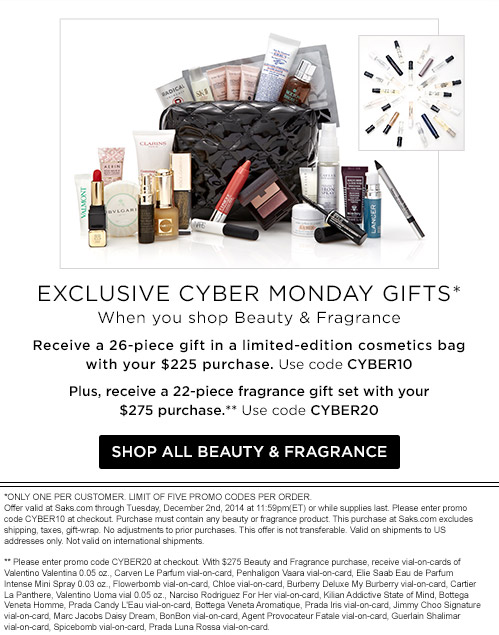 RADICAL
SKII
CLARINS
AERIN
VALMONT
BVLGARI
NARS
LANCER
EXCLUSIVE CYBER MONDAY GIFTS*
When you shop Beauty & Fragrance
Receive a 26-piece gift in a limited-edition cosmetics bag
with your $225 purchase. Use code CYBER10
Plus, receive a 22-piece fragrance gift set with your
$275 purchase.** Use code CYBER20
SHOP ALL BEAUTY & FRAGRANCE
*ONLY ONE PER CUSTOMER. LIMIT OF FIVE PROMO CODES PER ORDER.
Offer valid at Saks.com through Tuesday, December 2nd, 2014 at 11:59pm(ET) or while supplies last. Please enter promo
code CYBER10 at checkout. Purchase must contain any beauty or fragrance product. This purchase at Saks.com excludes
shipping, taxes, gift-wrap. No adjustments to prior purchases. This offer is not transferable. Valid on shipments to US
addresses only. Not valid on international shipments.
** Please enter promo code CYBER20 at checkout. With $275 Beauty and Fragrance purchase, receive vial-on-cards of
Valentino Valentina 0.05 oz., Carven Le Parfum vial-on-card, Penhaligon Vaara vial-on-card, Elie Saab Eau de Parfum
Intense Mini Spray 0.03 oz., Flowerbomb vial-on-card, Chloe vial-on-card, Burberry Deluxe My Burberry vial-on-card, Cartier
La Panthere, Valentino Uoma vial 0.05 oz., Narciso Rodriguez For Her vial-on-card, Kilian Addictive State of Mind, Bottega
Veneta Homme, Prada Candy L'Eau vial-on-card, Bottega Veneta Aromatique, Prada Iris vial-on-card, Jimmy Choo Signature
vial-on-card, Marc Jacobs Daisy Dream, BonBon vial-on-card, Agent Provocateur Fatale vial-on-card, Guerlain Shalimar
vial-on-card, Spicebomb vial-on-card, Prada Luna Rossa vial-on-card.